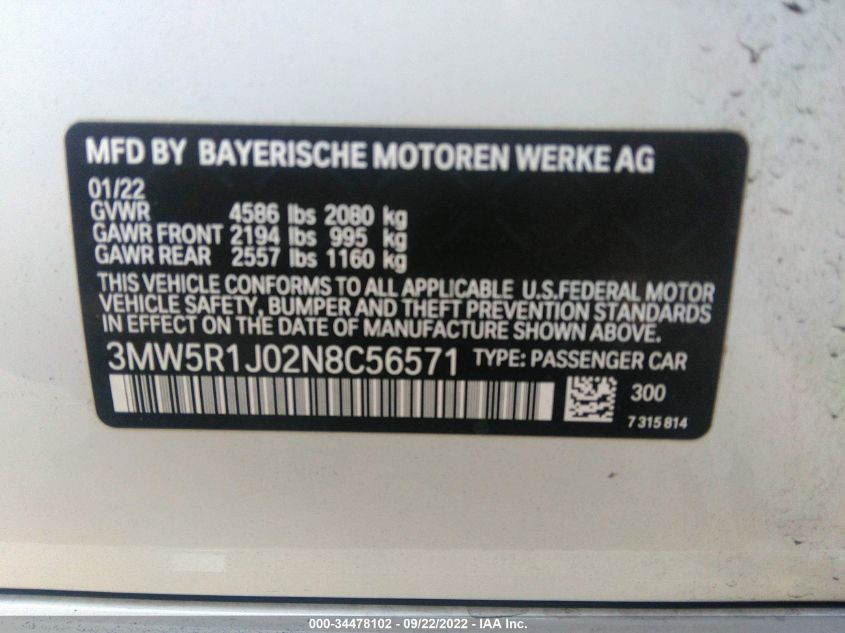 MFD BY BAYERISCHE MOTOREN WERKE AG
01/22
GVWR 4586 lbs 2080 kg
GAWR FRONT 2194 lbs 995 kg
GAWR REAR 2557 lbs 1160 kg
THIS VEHICLE CONFORMS TO ALL APPLICABLE U.S.FEDERAL MOTOR
VEHICLE SAFETY, BUMPER AND THEFT PREVENTION STANDARDS
IN EFFECT ON THE DATE OF MANUFACTURE SHOWN ABOVE.
3MW5R1J02N8C56571 TYPE: PASSENGER CAR
300
7 315 814
000-34478102 - 09/22/2022 - IAA Inc.